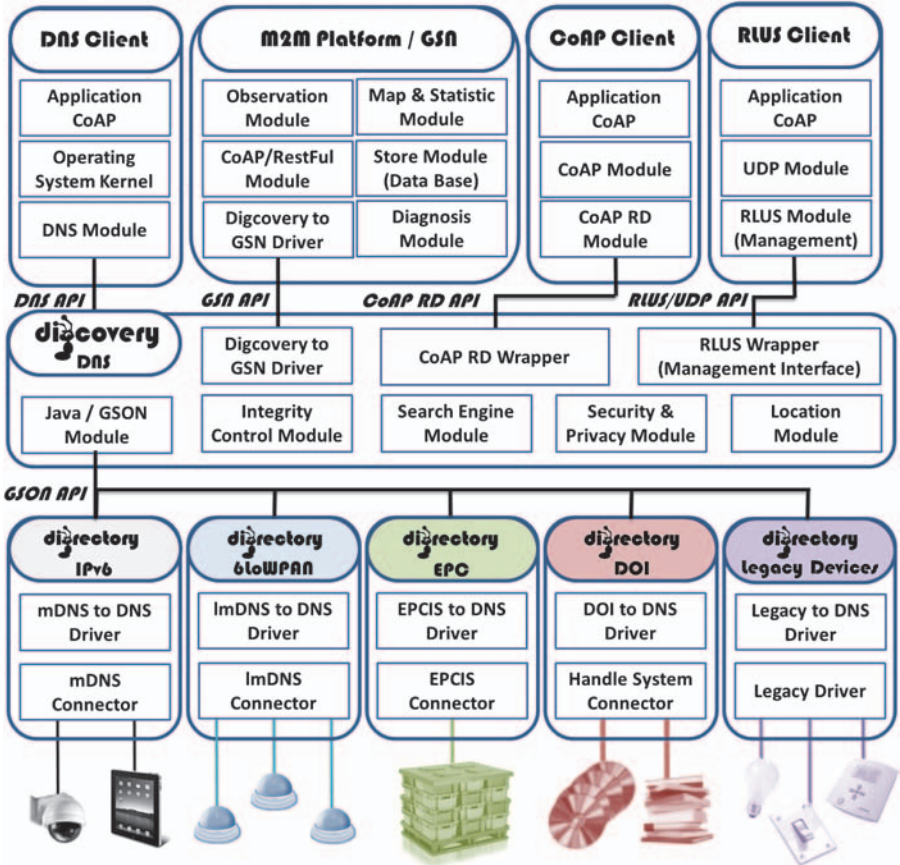 DNS Client
M2M Platform / GSN
CoAP Client
RLUS Client
Application
CoAP
Observation
Module
Map & Statistic
Module
Application
CoAP
Application
CoAP
Operating
System Kernel
CoAP/RestFul
Module
Store Module
(Data Base)
CoAP Module
UDP Module
DNS Module
Digcovery to
GSN Driver
Diagnosis
Module
CoAP RD
Module
RLUS Module
(Management)
DNS API
GSN API
CoAP RD API
RLUS/UDP API
digcovery
DNS
Digcovery to
GSN Driver
CoAP RD Wrapper
RLUS Wrapper
(Management Interface)
Java / GSON
Module
Integrity
Control Module
Search Engine
Module
Security &
Privacy Module
Location
Module
GSON API
digrectory
IPv6
digrectory
6LoWPAN
digrectory
EPC
digrectory
DOI
digrectory
Legacy Devices
mDNS to DNS
Driver
lmDNS to DNS
Driver
EPCIS to DNS
Driver
DOI to DNS
Driver
Legacy to DNS
Driver
mDNS
Connector
lmDNS
Connector
EPCIS
Connector
Handle System
Connector
Legacy Driver